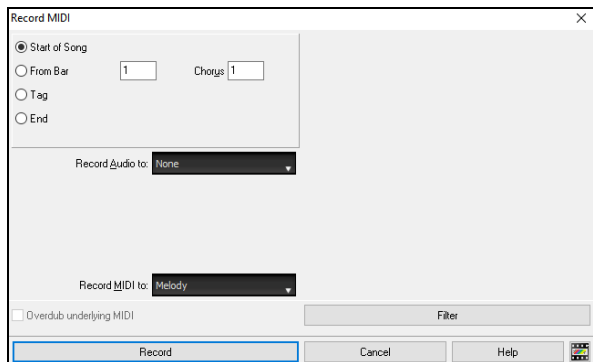 Record MIDI
Start of Song
From Bar 1 Chorus 1
Tag
End
Record Audio to: None
Record MIDI to: Melody
Overdub underlying MIDI Filter
Record Cancel Help